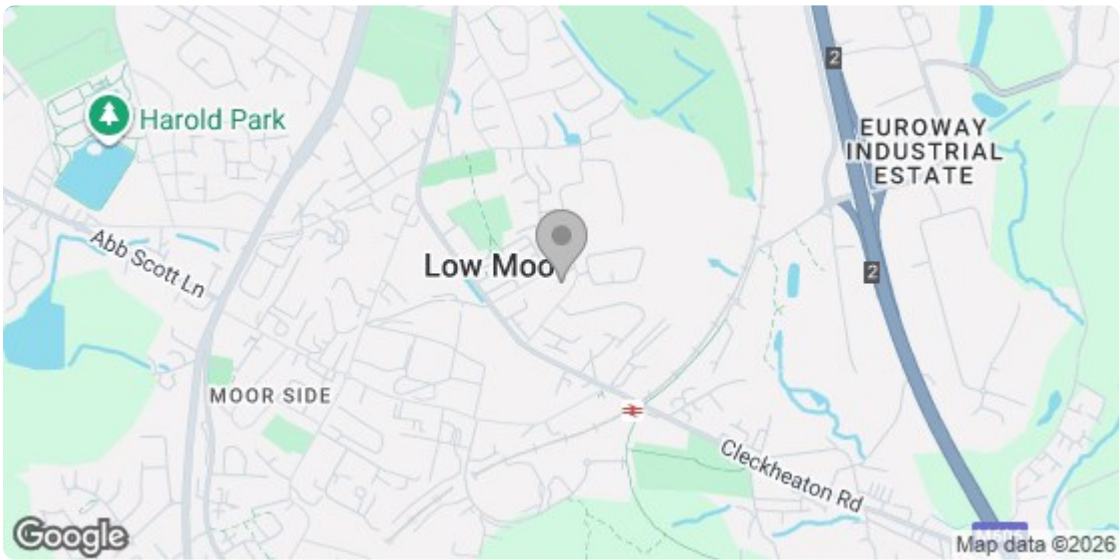 2
Harold Park
EUROWAY
INDUSTRIAL
ESTATE
Abb Scott Ln
Low Moo
2
MOOR SIDE
Cleckheaton Rd
Google
Map data ©2026